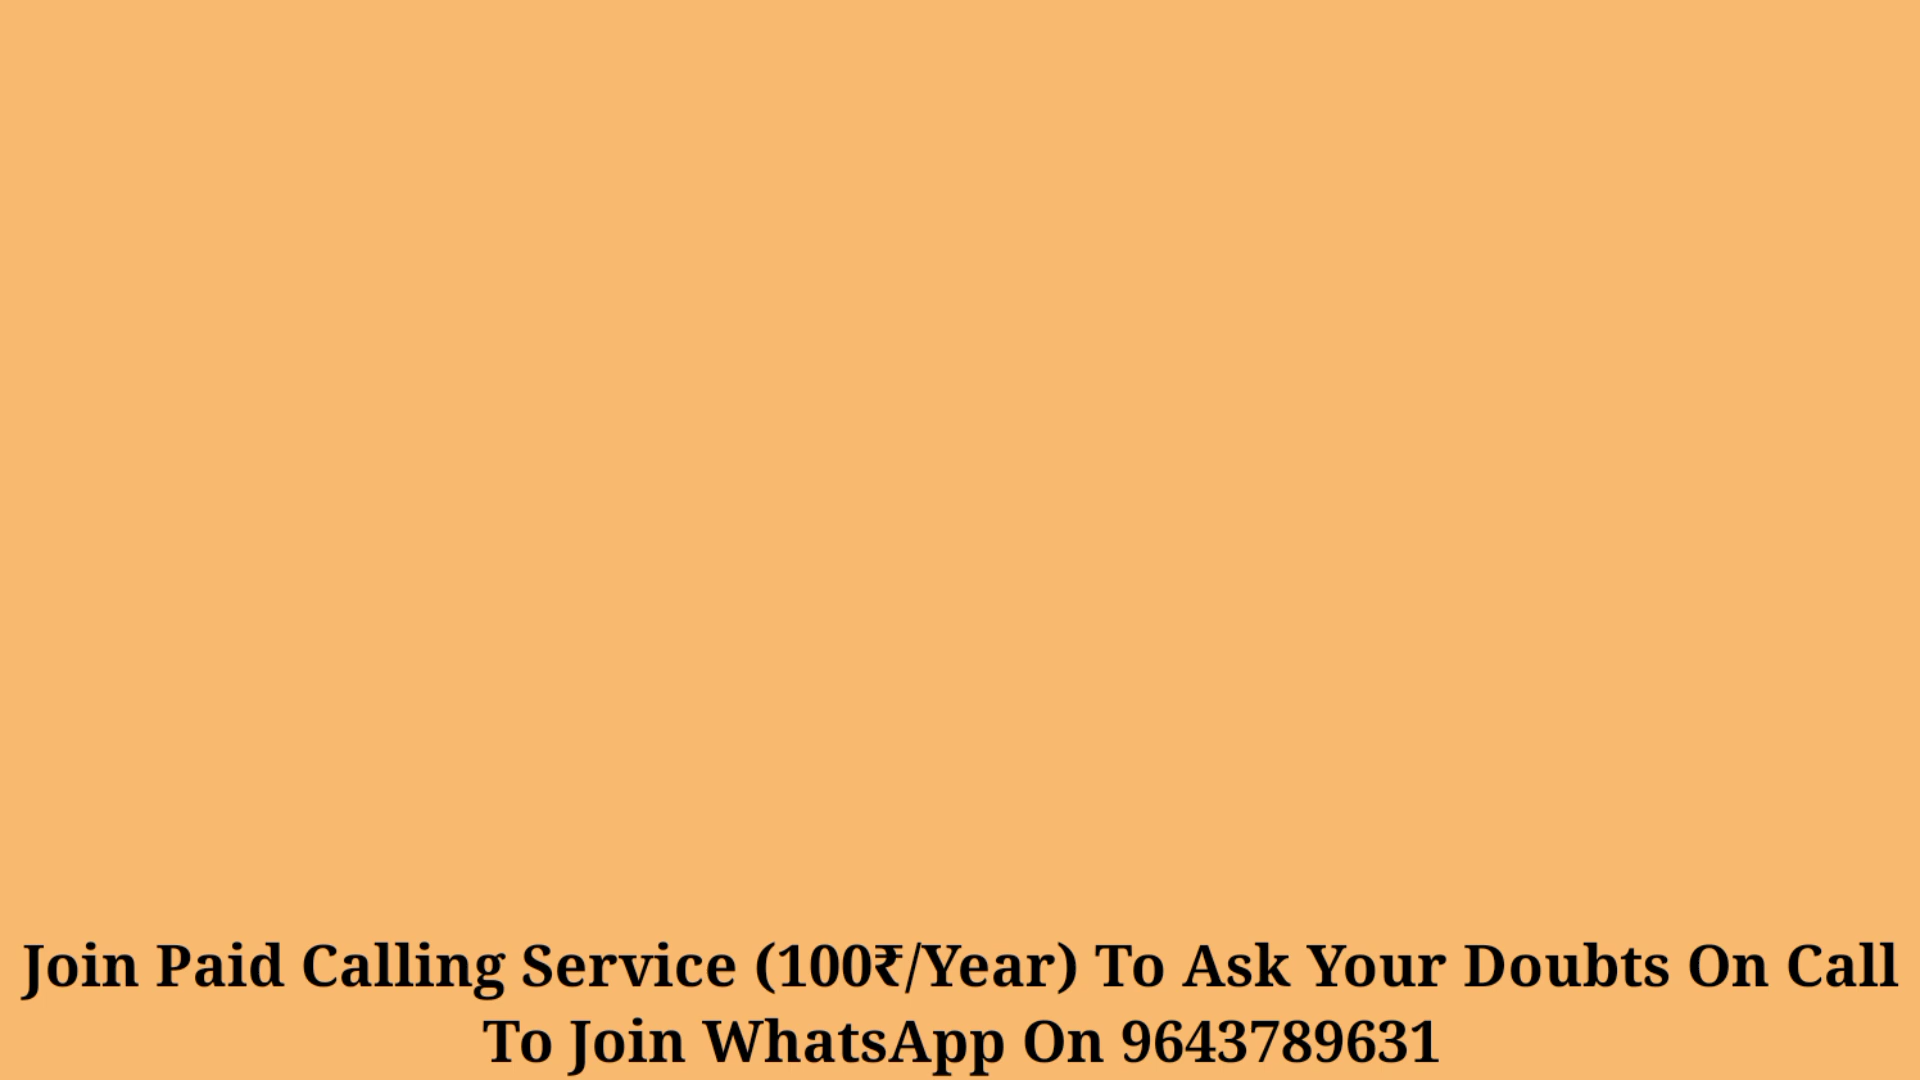 Join Paid Calling Service (100₹/Year) To Ask Your Doubts On Call
To Join WhatsApp On 9643789631